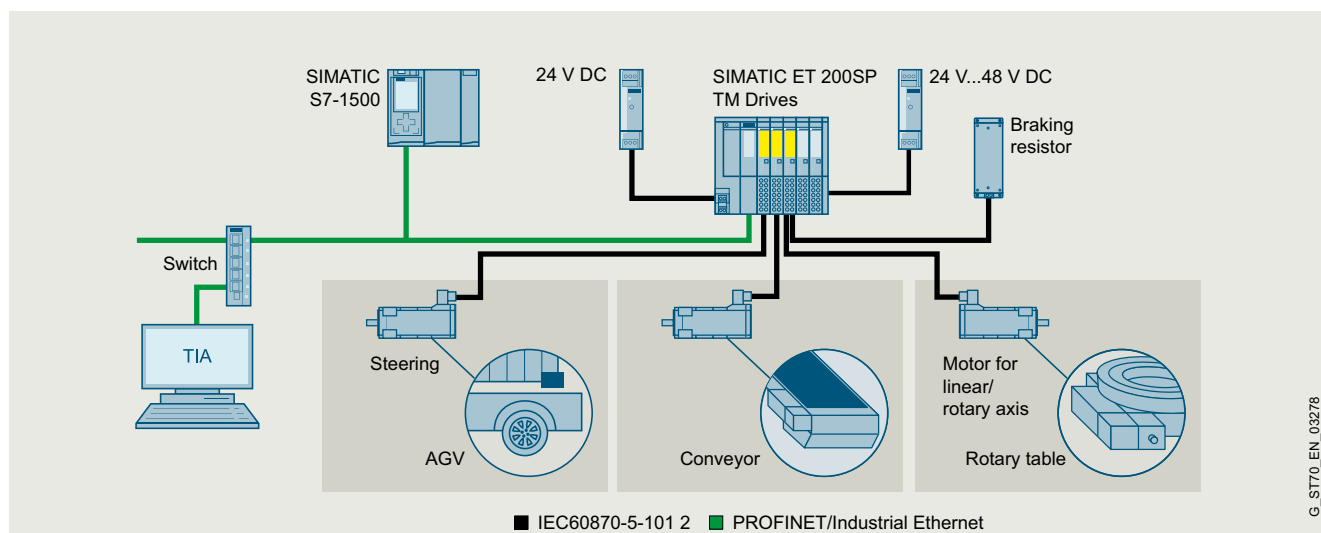 SIMATIC
S7-1500
24 V DC
SIMATIC ET 200SP
TM Drives
24 V...48 V DC
Braking
resistor
Switch
TIA
Steering
AGV
Conveyor
Motor for
linear/
rotary axis
Rotary table
IEC60870-5-101 2
PROFINET/Industrial Ethernet
G_ST70_EN_03278